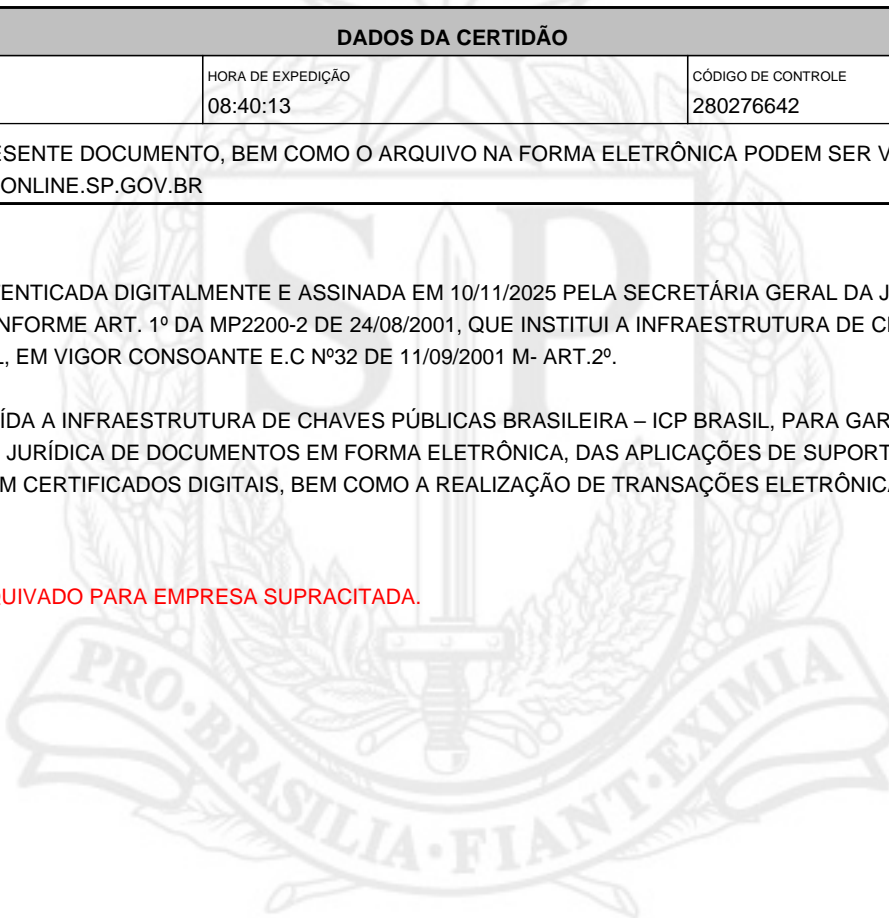 DADOS DA CERTIDÃO
HORA DE EXPEDIÇÃO CÓDIGO DE CONTROLE
08:40:13 280276642
ESENTE DOCUMENTO, BEM COMO O ARQUIVO NA FORMA ELETRÔNICA PODEM SER V
ONLINE.SP.GOV.BR
SP
TENTICADA DIGITALMENTE E ASSINADA EM 10/11/2025 PELA SECRETÁRIA GERAL DA J
NFORME ART. 1º DA MP2200-2 DE 24/08/2001, QUE INSTITUI A INFRAESTRUTURA DE C
L, EM VIGOR CONSOANTE E.C Nº32 DE 11/09/2001 M- ART.2º.
ÍDA A INFRAESTRUTURA DE CHAVES PÚBLICAS BRASILEIRA – ICP BRASIL, PARA GAR
JURÍDICA DE DOCUMENTOS EM FORMA ELETRÔNICA, DAS APLICAÇÕES DE SUPORT
M CERTIFICADOS DIGITAIS, BEM COMO A REALIZAÇÃO DE TRANSAÇÕES ELETRÔNICA
QUIVADO PARA EMPRESA SUPRACITADA.
PRO·BRASILIA·FIANT·EXIMIA